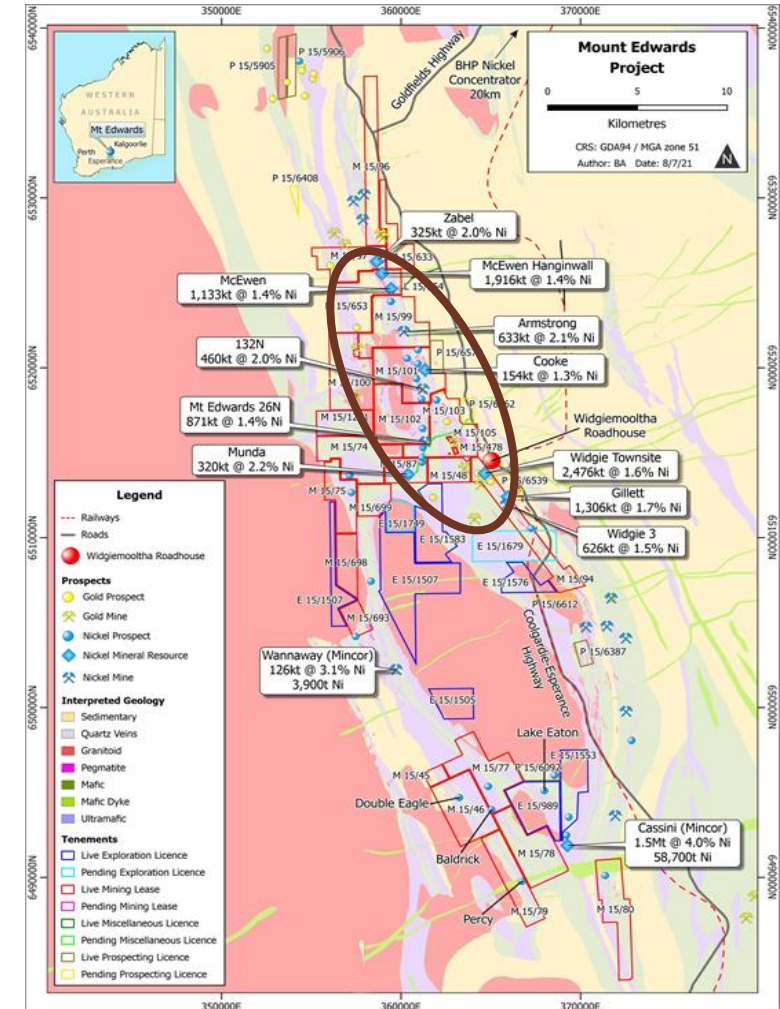 350000E
360000E
370000E
6540000N
6530000N
6520000N
6510000N
6500000N
6490000N
6540000N
6530000N
6520000N
6510000N
6500000N
6490000N
WESTERN
AUSTRALIA
Mt Edwards
Kalgoorlie
Perth
Esperance
Mount Edwards
Project
0
5
10
Kilometres
CRS: GDA94 / MGA zone 51
Author: BA Date: 8/7/21
N
P 15/5905
P 15/5906
Goldfields Highway
BHP Nickel
Concentrator
20km
M 15/96
P 15/6408
Zabel
325kt @ 2.0% Ni
McEwen Hanginwall
1,916kt @ 1.4% Ni
McEwen
1,133kt @ 1.4% Ni
15/653
M 15/99
Armstrong
633kt @ 2.1% Ni
132N
460kt @ 2.0% Ni
M 15/101
Cooke
154kt @ 1.3% Ni
M 15/100
Mt Edwards 26N
871kt @ 1.4% Ni
M 15/102
M 15/103
M 15/105
M 15/74
15/478
Widgiemooltha
Roadhouse
Munda
320kt @ 2.2% Ni
15/87
M 15/48
Widgie Townsite
2,476kt @ 1.6% Ni
Gillett
1,306kt @ 1.7% Ni
Widgie 3
626kt @ 1.5% Ni
M 15/75
M 15/699
E 15/1749
E 15/1583
E 15/1679
M 15/698
E 15/1507
E 15/1507
E 15/1576
M 15/94
P 15/6612
M 15/693
P 15/6387
Coolgardie-Esperance
Highway
Wannaway (Mincor)
126kt @ 3.1% Ni
3,900t Ni
E 15/1505
Lake Eaton
E 15/1553
M 15/45
M 15/77
P 15/6092
Double Eagle
M 15/46
E 15/989
Baldrick
M 15/78
Cassini (Mincor)
1.5Mt @ 4.0% Ni
58,700t Ni
Percy
M 15/79
M 15/80
Legend
Railways
Roads
Widgiemooltha Roadhouse
Prospects
Gold Prospect
Gold Mine
Nickel Prospect
Nickel Mineral Resource
Nickel Mine
Interpreted Geology
Sedimentary
Quartz Veins
Granitoid
Pegmatite
Mafic
Mafic Dyke
Ultramafic
Tenements
Live Exploration Licence
Pending Exploration Licence
Live Mining Lease
Pending Mining Lease
Live Miscellaneous Licence
Pending Miscellaneous Licence
Live Prospecting Licence
Pending Prospecting Licence
350000E
360000E
370000E